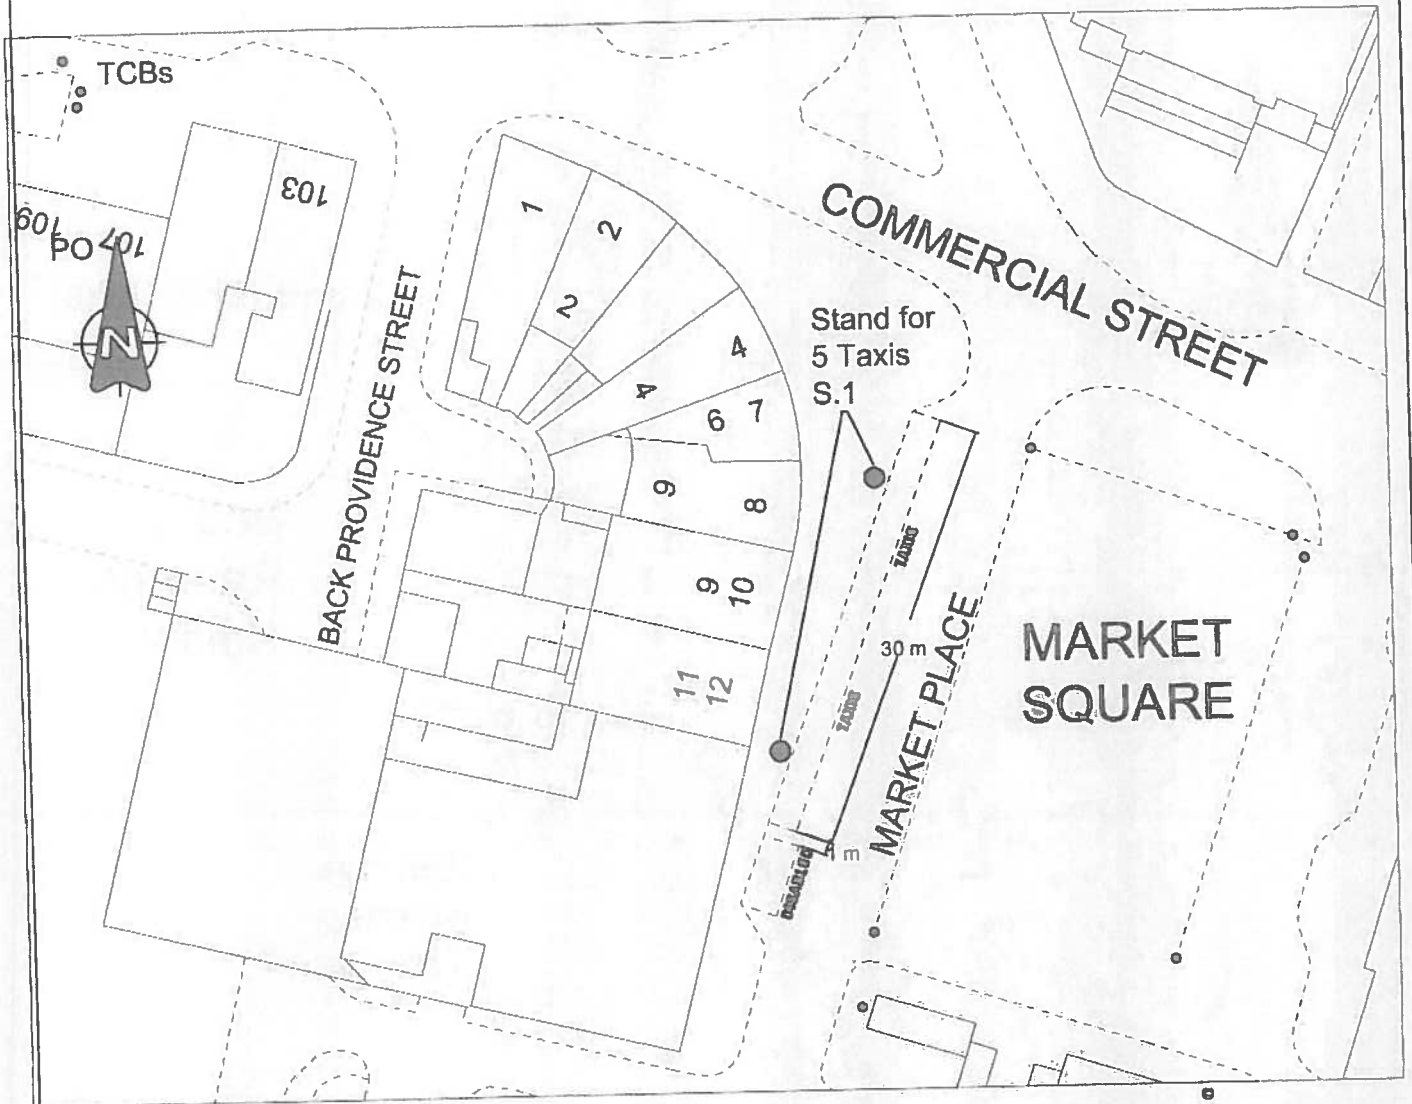 TCBs
103
109
107
PO
N
BACK PROVIDENCE STREET
1
2
2
4
4
6 7
9
8
9
10
11
12
COMMERCIAL STREET
Stand for
5 Taxis
S.1
TAXIS
TAXIS
30 m
1 m
DISABLED
MARKET PLACE
MARKET
SQUARE